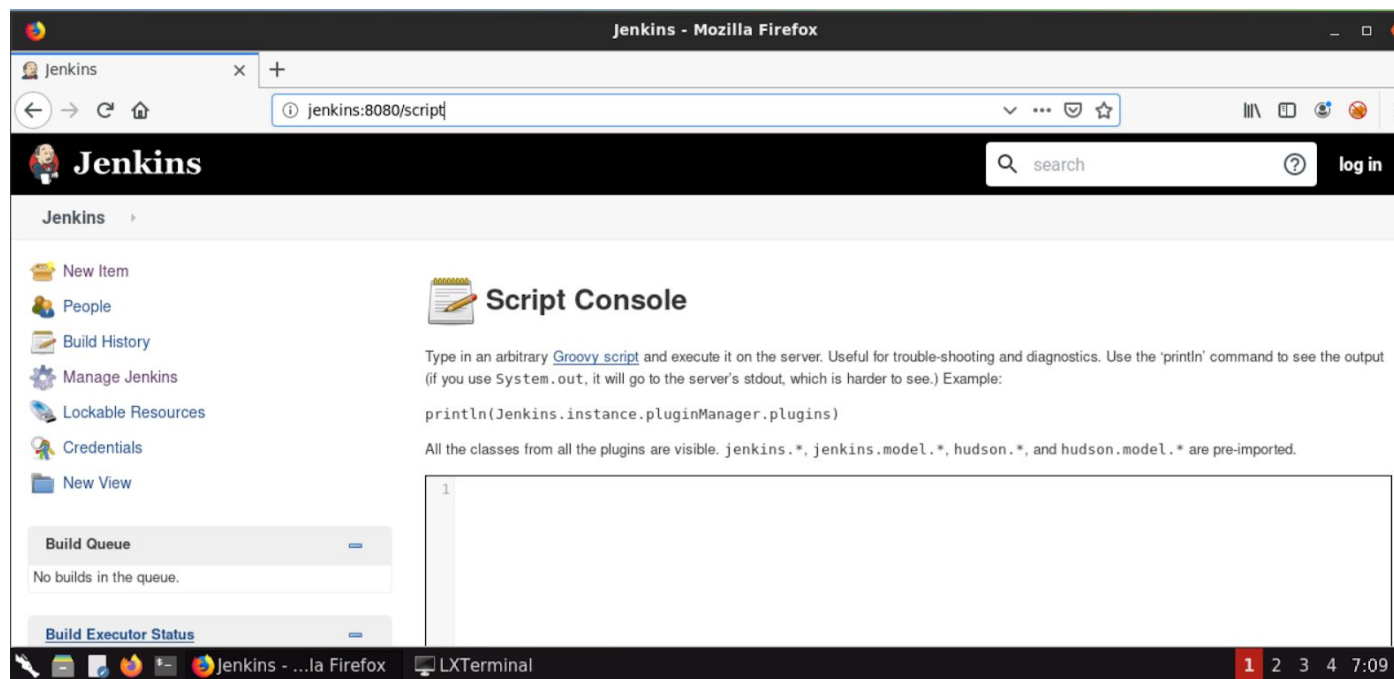 Jenkins - Mozilla Firefox
Jenkins
jenkins:8080/script
Jenkins
search
log in
Jenkins
New Item
People
Build History
Manage Jenkins
Lockable Resources
Credentials
New View
Build Queue
No builds in the queue.
Build Executor Status
Script Console
Type in an arbitrary Groovy script and execute it on the server. Useful for trouble-shooting and diagnostics. Use the ‘println’ command to see the output
(if you use System.out, it will go to the server’s stdout, which is harder to see.) Example:
println(Jenkins.instance.pluginManager.plugins)
All the classes from all the plugins are visible. jenkins.*, jenkins.model.*, hudson.*, and hudson.model.* are pre-imported.
1
Jenkins - ...la Firefox
LXTerminal
1 2 3 4 7:09